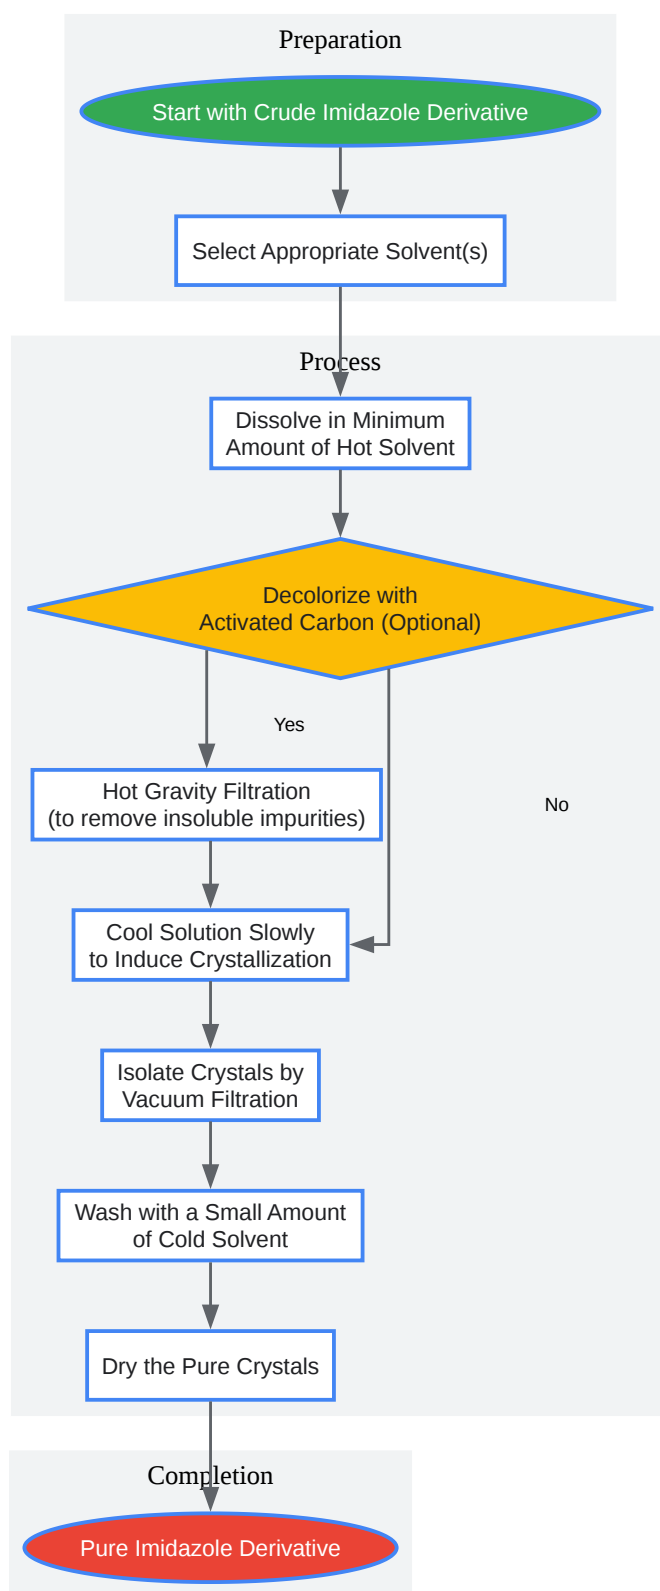 Preparation
Start with Crude Imidazole Derivative
Select Appropriate Solvent(s)
Process
Dissolve in Minimum
Amount of Hot Solvent
Decolorize with
Activated Carbon (Optional)
Yes
No
Hot Gravity Filtration
(to remove insoluble impurities)
Cool Solution Slowly
to Induce Crystallization
Isolate Crystals by
Vacuum Filtration
Wash with a Small Amount
of Cold Solvent
Dry the Pure Crystals
Completion
Pure Imidazole Derivative